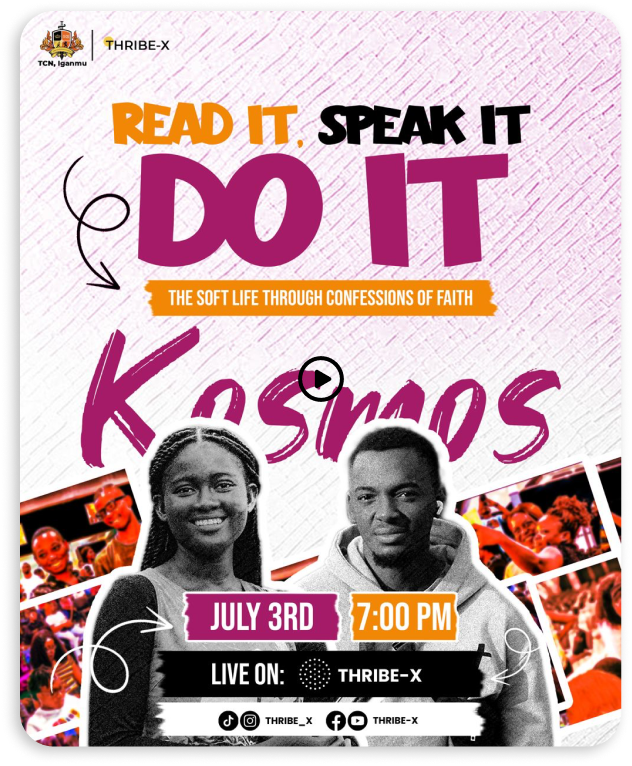 TCN, Iganmu
THRIBE-X
READ IT, SPEAK IT
DO IT
THE SOFT LIFE THROUGH CONFESSIONS OF FAITH
Kosmos
JULY 3RD
7:00 PM
LIVE ON: THRIBE-X
THRIBE_X THRIBE-X